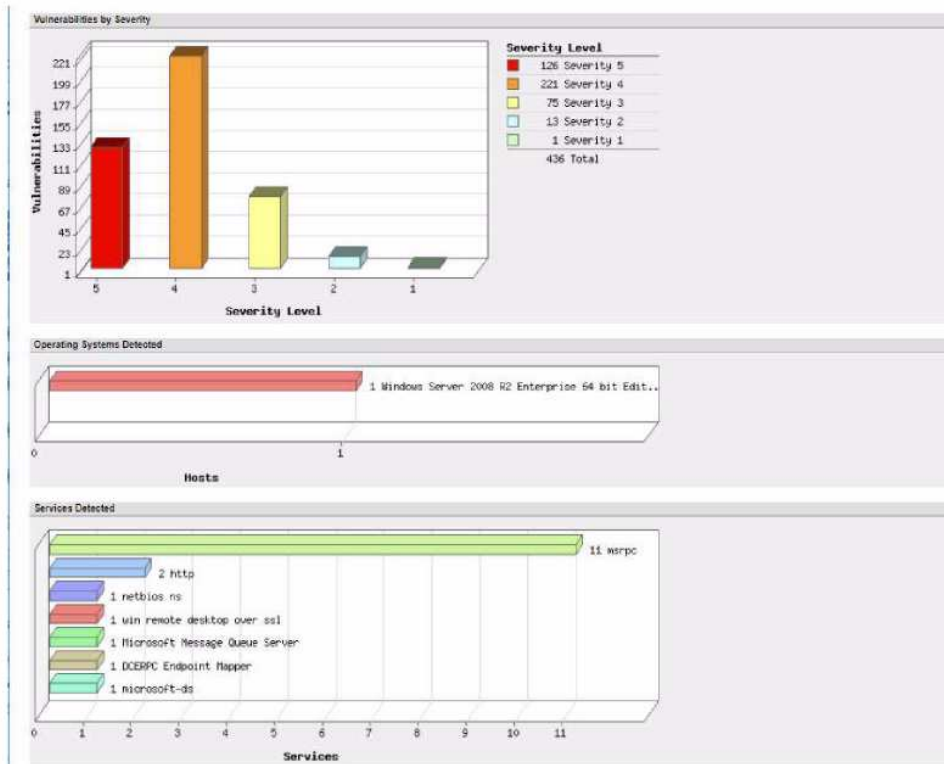 Vulnerabilities by Severity
221
199
177
155
133
111
89
67
45
23
1
Vulnerabilities
5
4
3
2
1
Severity Level
Severity Level
126 Severity 5
221 Severity 4
75 Severity 3
13 Severity 2
1 Severity 1
436 Total
Operating Systems Detected
1 Windows Server 2008 R2 Enterprise 64 bit Edit..
0
1
Hosts
Services Detected
11 msrpc
2 http
1 netbios ns
1 win remote desktop over ssl
1 Microsoft Message Queue Server
1 DCERPC Endpoint Mapper
1 microsoft-ds
0
1
2
3
4
5
6
7
8
9
10
11
Services